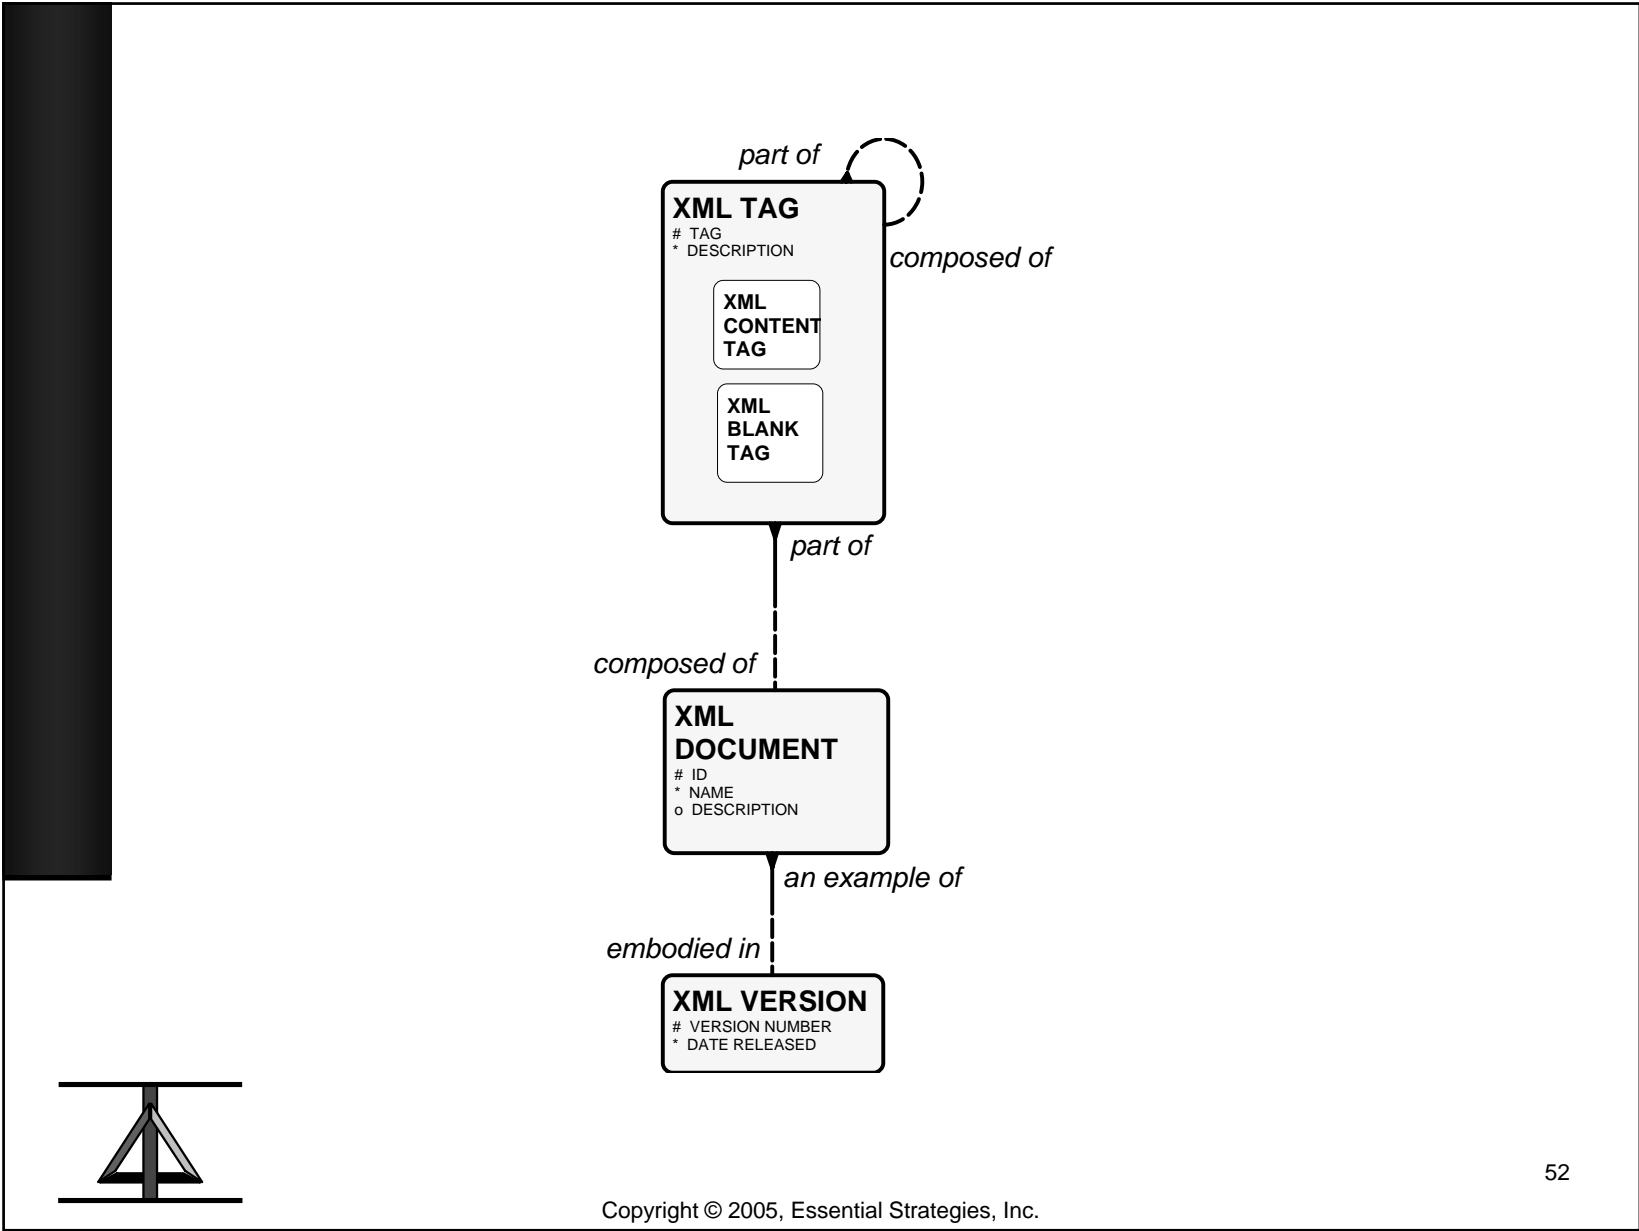 part of
XML TAG
# TAG
* DESCRIPTION
composed of
XML
CONTENT
TAG
XML
BLANK
TAG
part of
composed of
XML
DOCUMENT
# ID
* NAME
o DESCRIPTION
an example of
embodied in
XML VERSION
# VERSION NUMBER
* DATE RELEASED
52
Copyright © 2005, Essential Strategies, Inc.